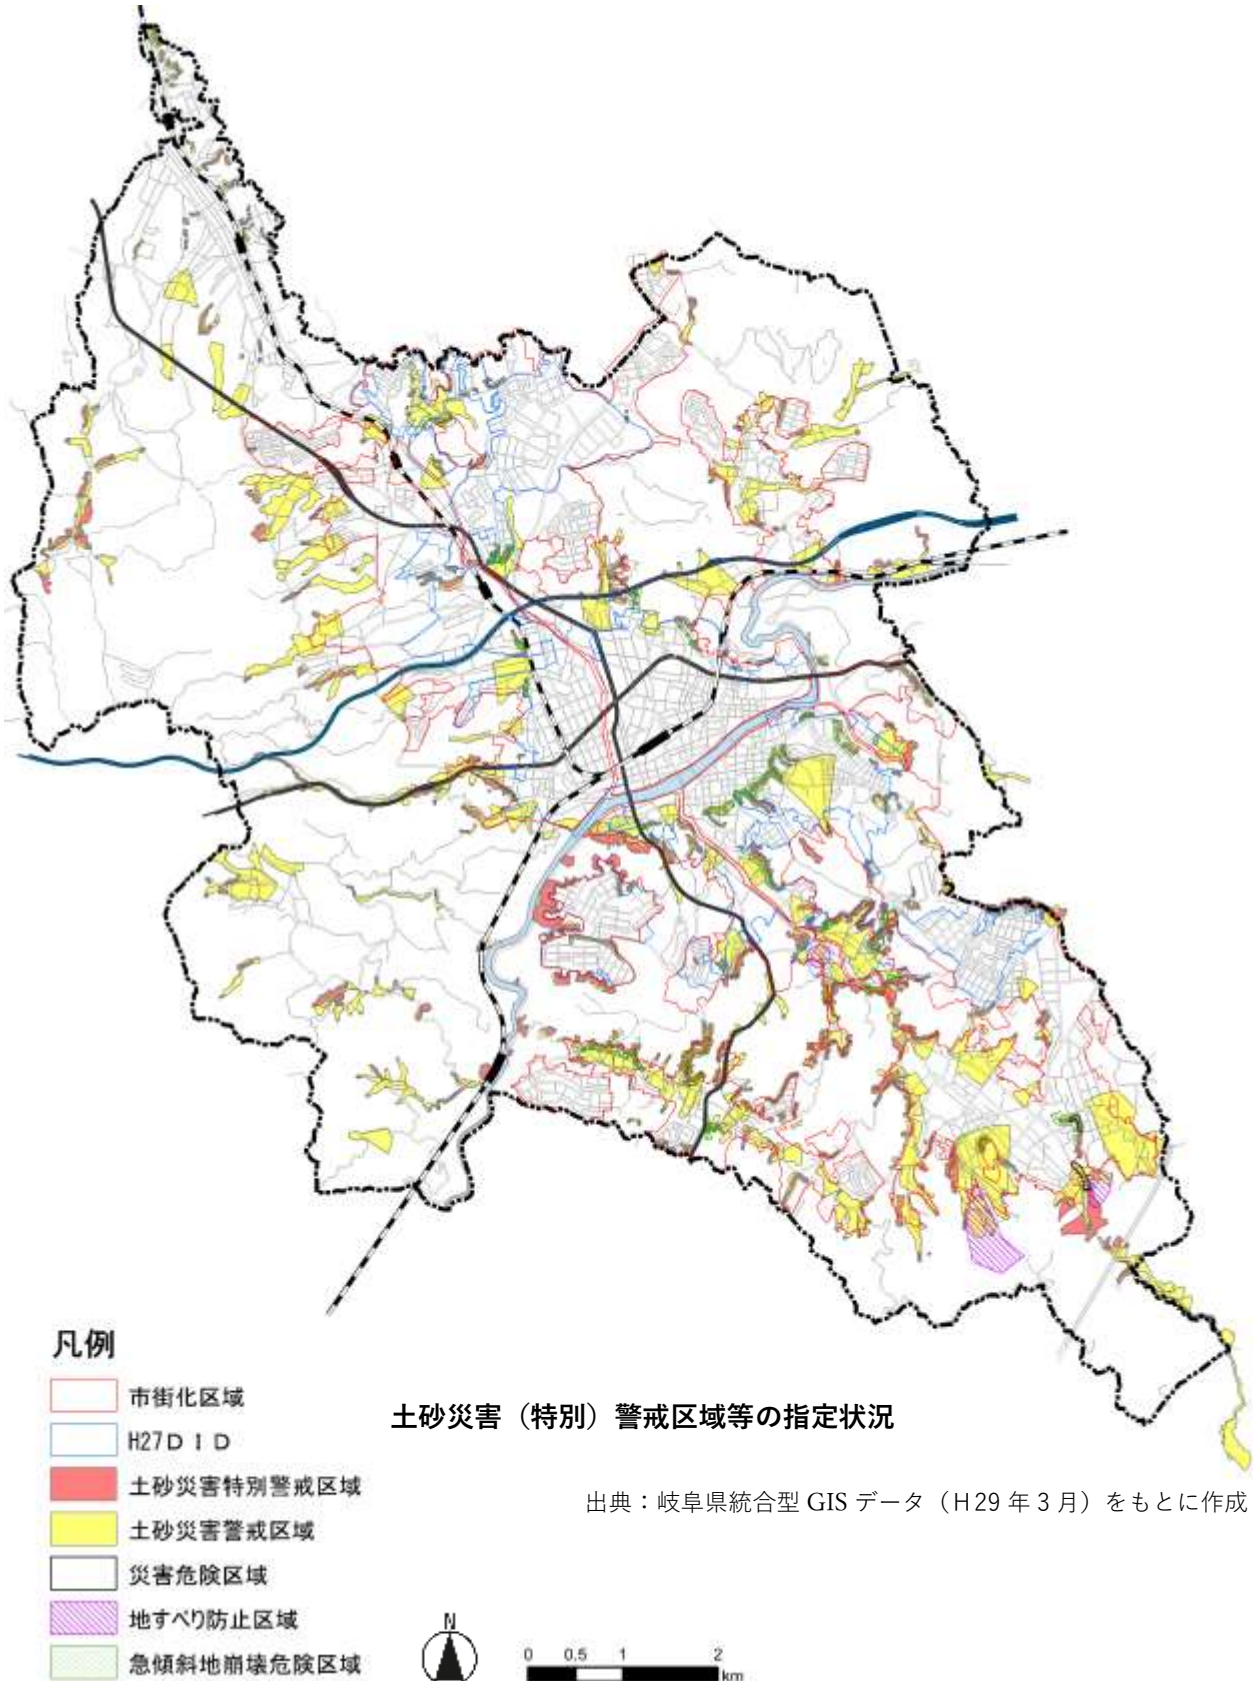 凡例
市街化区域
H27DID
土砂災害特別警戒区域
土砂災害警戒区域
災害危険区域
地すべり防止区域
急傾斜地崩壊危険区域
土砂災害（特別）警戒区域等の指定状況
出典：岐阜県統合型 GIS データ（H29 年 3 月）をもとに作成
N
0 0.5 1 2
km